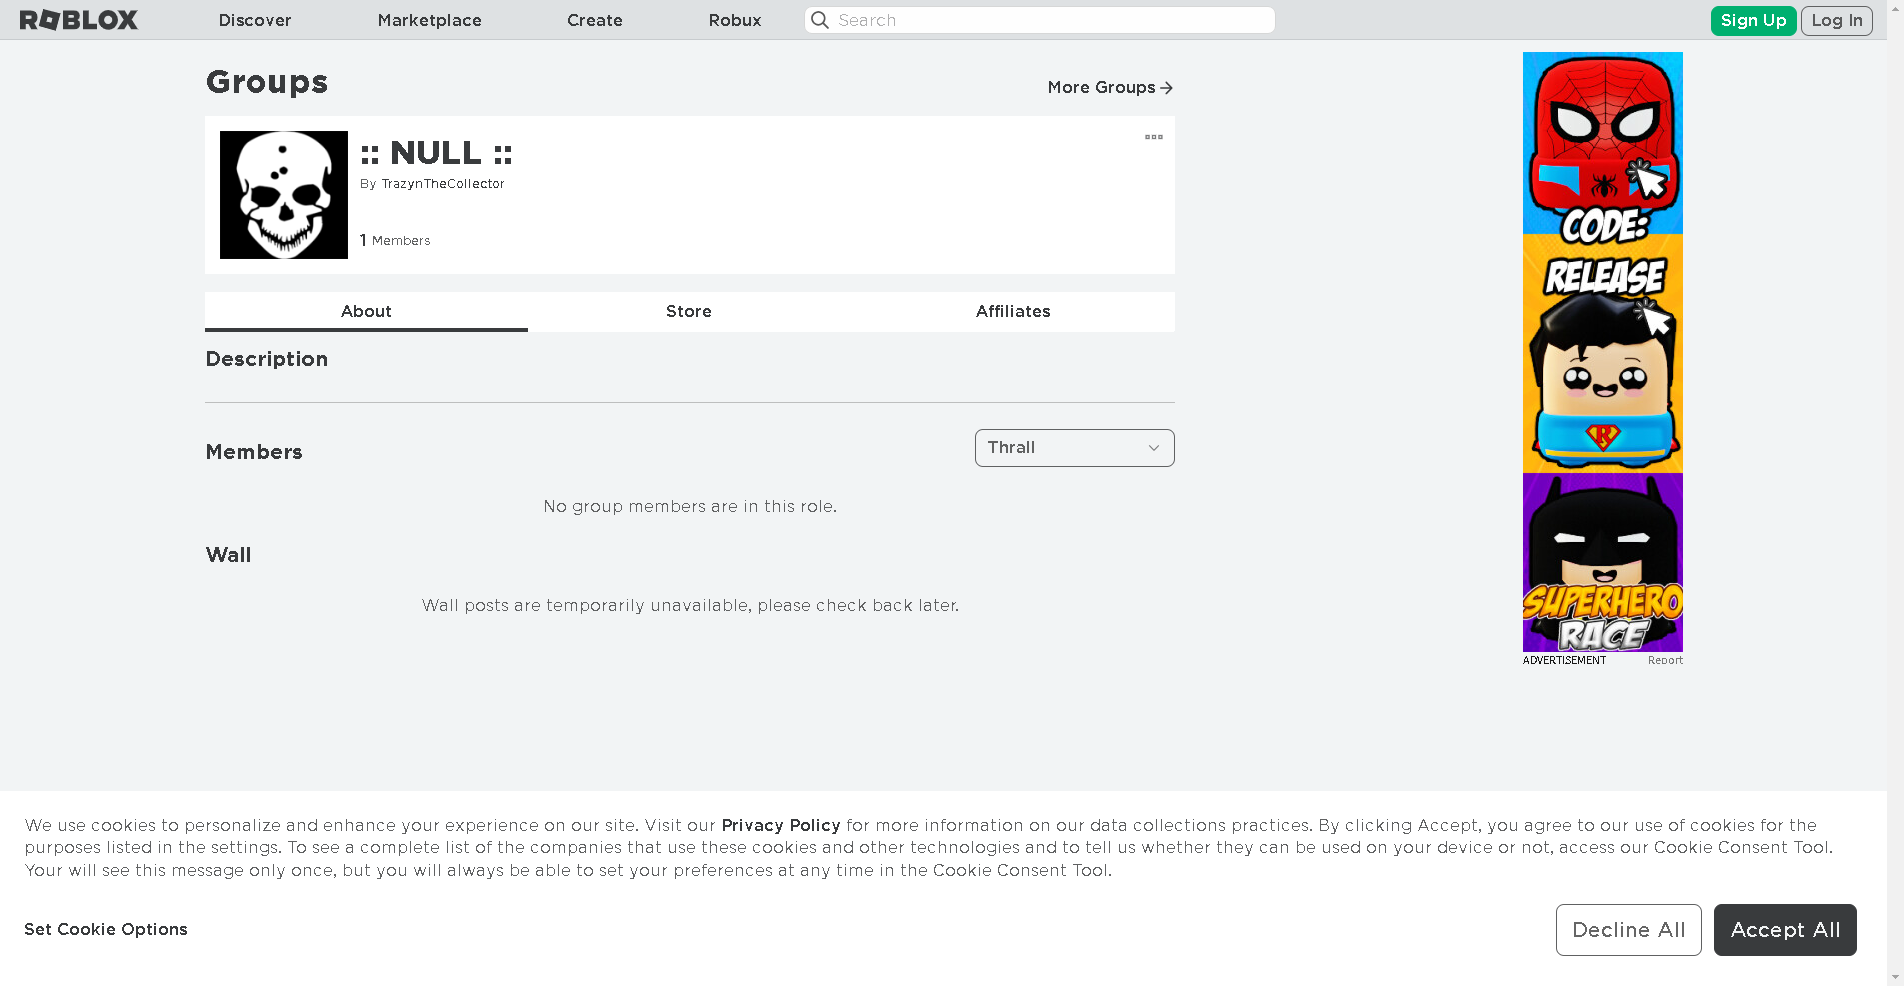 ROBLOX
Discover
Marketplace
Create
Robux
Search
Sign Up
Log In
Groups
More Groups
:: NULL ::
By TrazynTheCollector
1 Members
About
Store
Affiliates
Description
Members
Thrall
No group members are in this role.
Wall
Wall posts are temporarily unavailable, please check back later.
CODE:
RELEASE
SUPERHERO
RACE
ADVERTISEMENT
Report
We use cookies to personalize and enhance your experience on our site. Visit our Privacy Policy for more information on our data collections practices. By clicking Accept, you agree to our use of cookies for the
purposes listed in the settings. To see a complete list of the companies that use these cookies and other technologies and to tell us whether they can be used on your device or not, access our Cookie Consent Tool.
Your will see this message only once, but you will always be able to set your preferences at any time in the Cookie Consent Tool.
Set Cookie Options
Decline All
Accept All